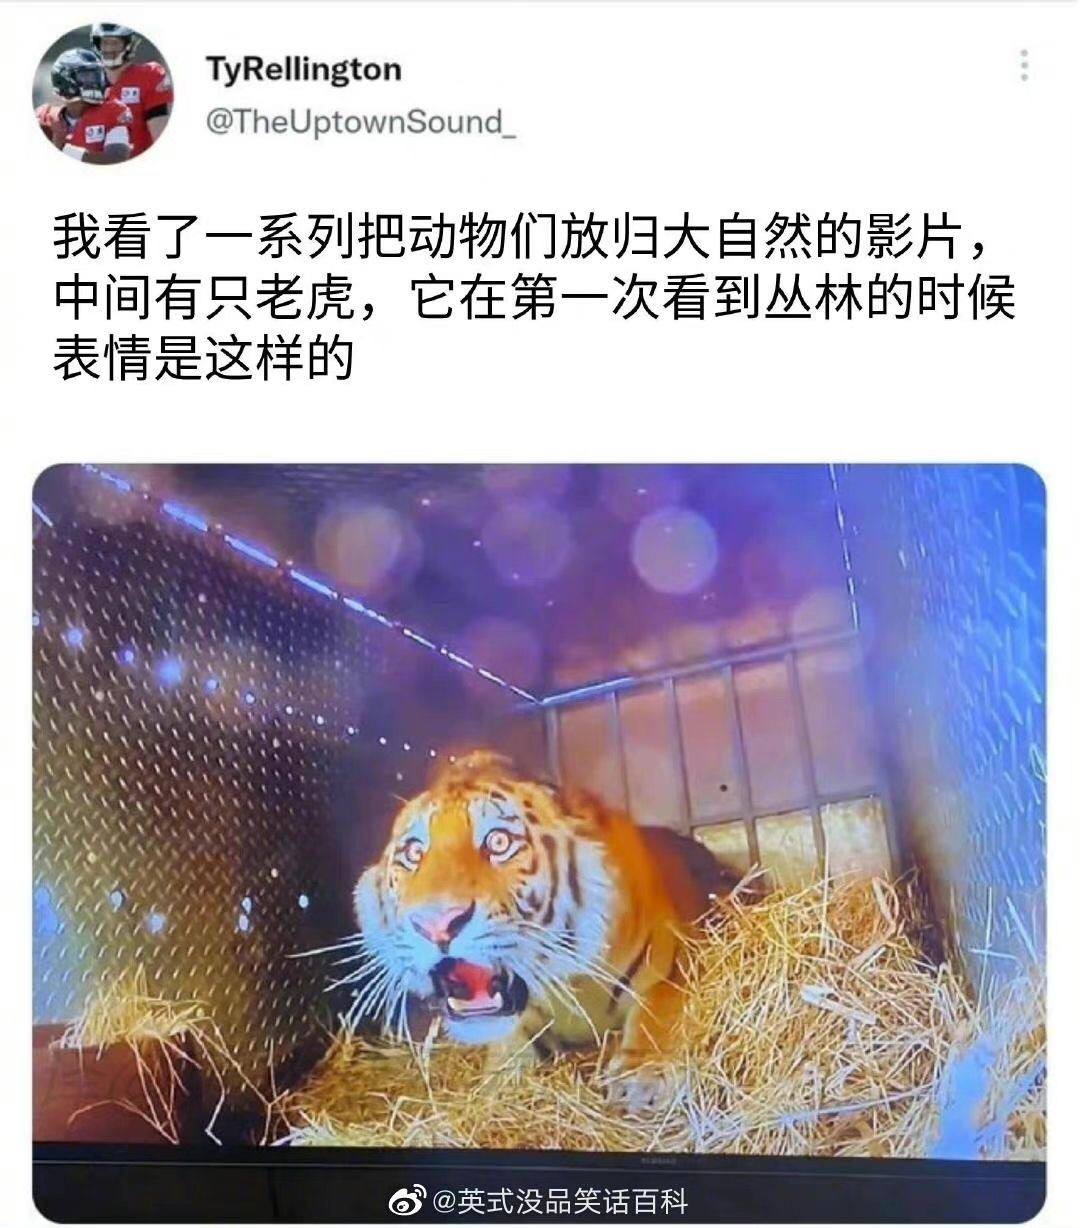 TyRellington
@TheUptownSound_
我看了一系列把动物们放归大自然的影片，
中间有只老虎，它在第一次看到丛林的时候
表情是这样的
@英式没品笑话百科